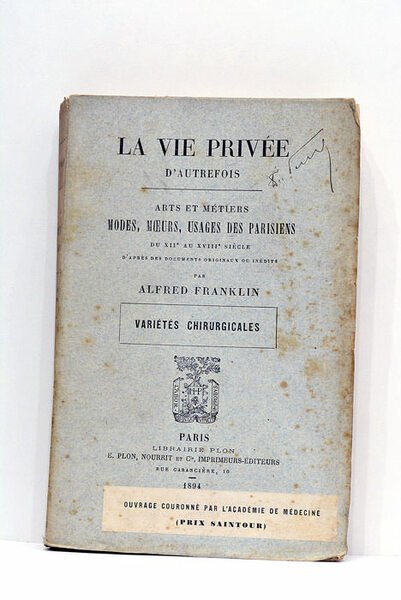 LA VIE PRIVÉE
D'AUTREFOIS
ARTS ET MÉTIERS
MODES, MŒURS, USAGES DES PARISIENS
DU XIIe AU XVIIIe SIÈCLE
D'APRÈS DES DOCUMENTS ORIGINAUX OU INÉDITS
PAR
ALFRED FRANKLIN
VARIÉTÉS CHIRURGICALES
PARIS
LIBRAIRIE PLON
E. PLON, NOURRIT ET Cie, IMPRIMEURS-ÉDITEURS
RUE GARANCIÈRE, 10
1894
OUVRAGE COURONNÉ PAR L'ACADÉMIE DE MÉDECINE
(PRIX SAINTOUR)